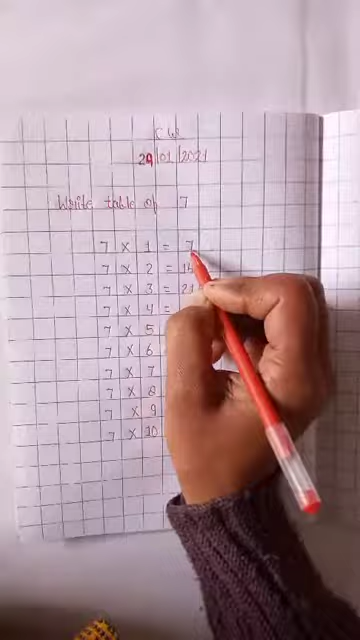 C W
29/01/2021
Write table of 7
7 × 1 = 7
7 × 2 = 14
7 × 3 = 21
7 × 4 =
7 × 5
7 × 6
7 × 7
7 × 8
7 × 9
7 × 10